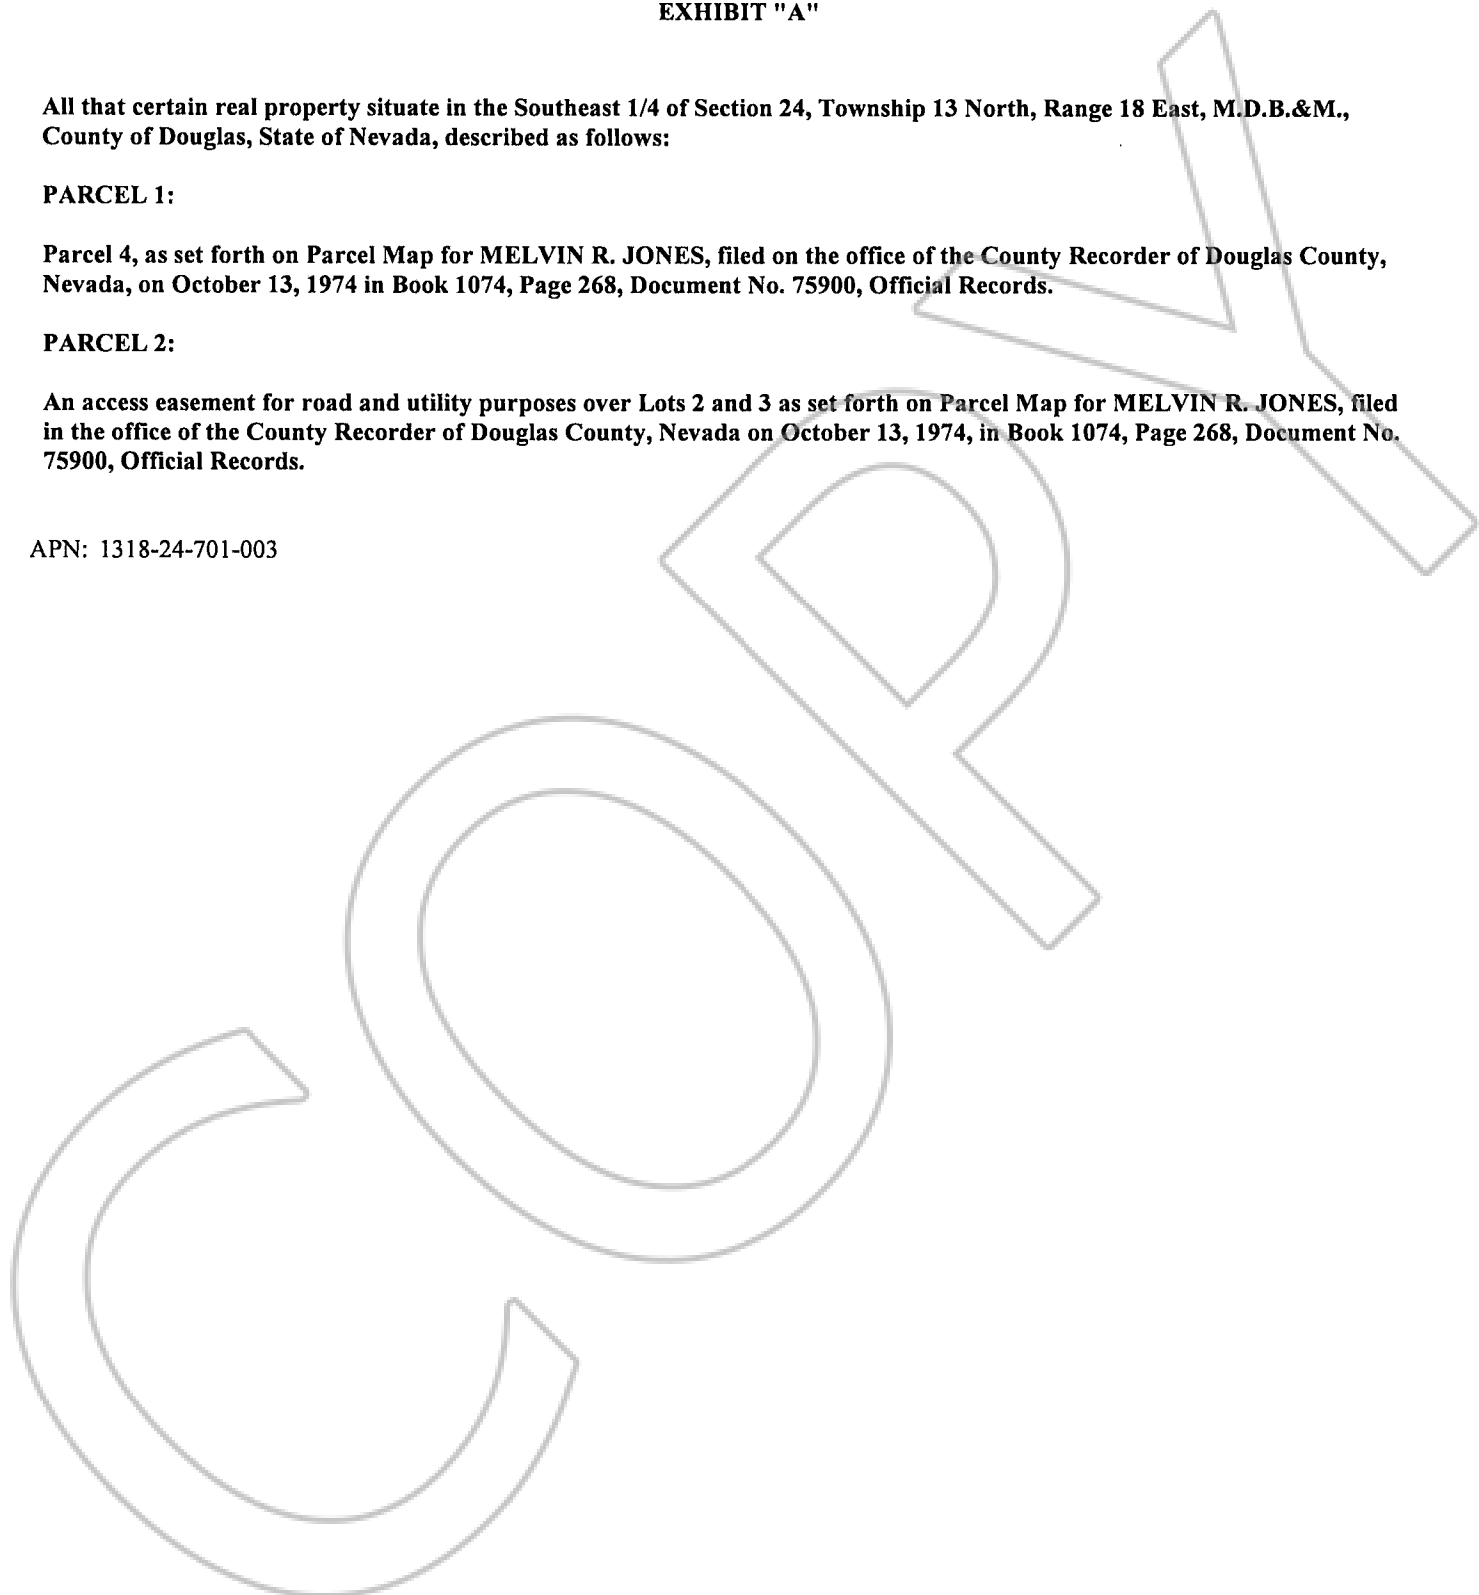 EXHIBIT "A"
All that certain real property situate in the Southeast 1/4 of Section 24, Township 13 North, Range 18 East, M.D.B.&M.,
County of Douglas, State of Nevada, described as follows:
PARCEL 1:
Parcel 4, as set forth on Parcel Map for MELVIN R. JONES, filed on the office of the County Recorder of Douglas County,
Nevada, on October 13, 1974 in Book 1074, Page 268, Document No. 75900, Official Records.
PARCEL 2:
An access easement for road and utility purposes over Lots 2 and 3 as set forth on Parcel Map for MELVIN R. JONES, filed
in the office of the County Recorder of Douglas County, Nevada on October 13, 1974, in Book 1074, Page 268, Document No.
75900, Official Records.
APN: 1318-24-701-003
COPY